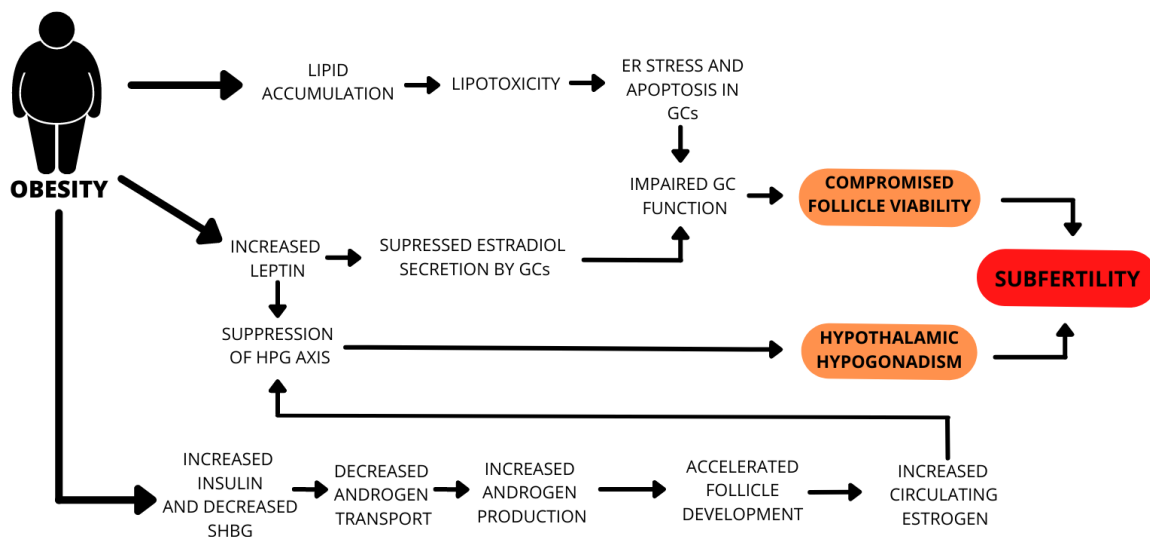 OBESITY
LIPID
ACCUMULATION
LIPOTOXICITY
ER STRESS AND
APOPTOSIS IN
GCs
IMPAIRED GC
FUNCTION
COMPROMISED
FOLLICLE VIABILITY
INCREASED
LEPTIN
SUPRESSED ESTRADIOL
SECRETION BY GCs
SUBFERTILITY
SUPPRESSION
OF HPG AXIS
HYPOTHALAMIC
HYPOGONADISM
INCREASED
INSULIN
AND DECREASED
SHBG
DECREASED
ANDROGEN
TRANSPORT
INCREASED
ANDROGEN
PRODUCTION
ACCELERATED
FOLLICLE
DEVELOPMENT
INCREASED
CIRCULATING
ESTROGEN